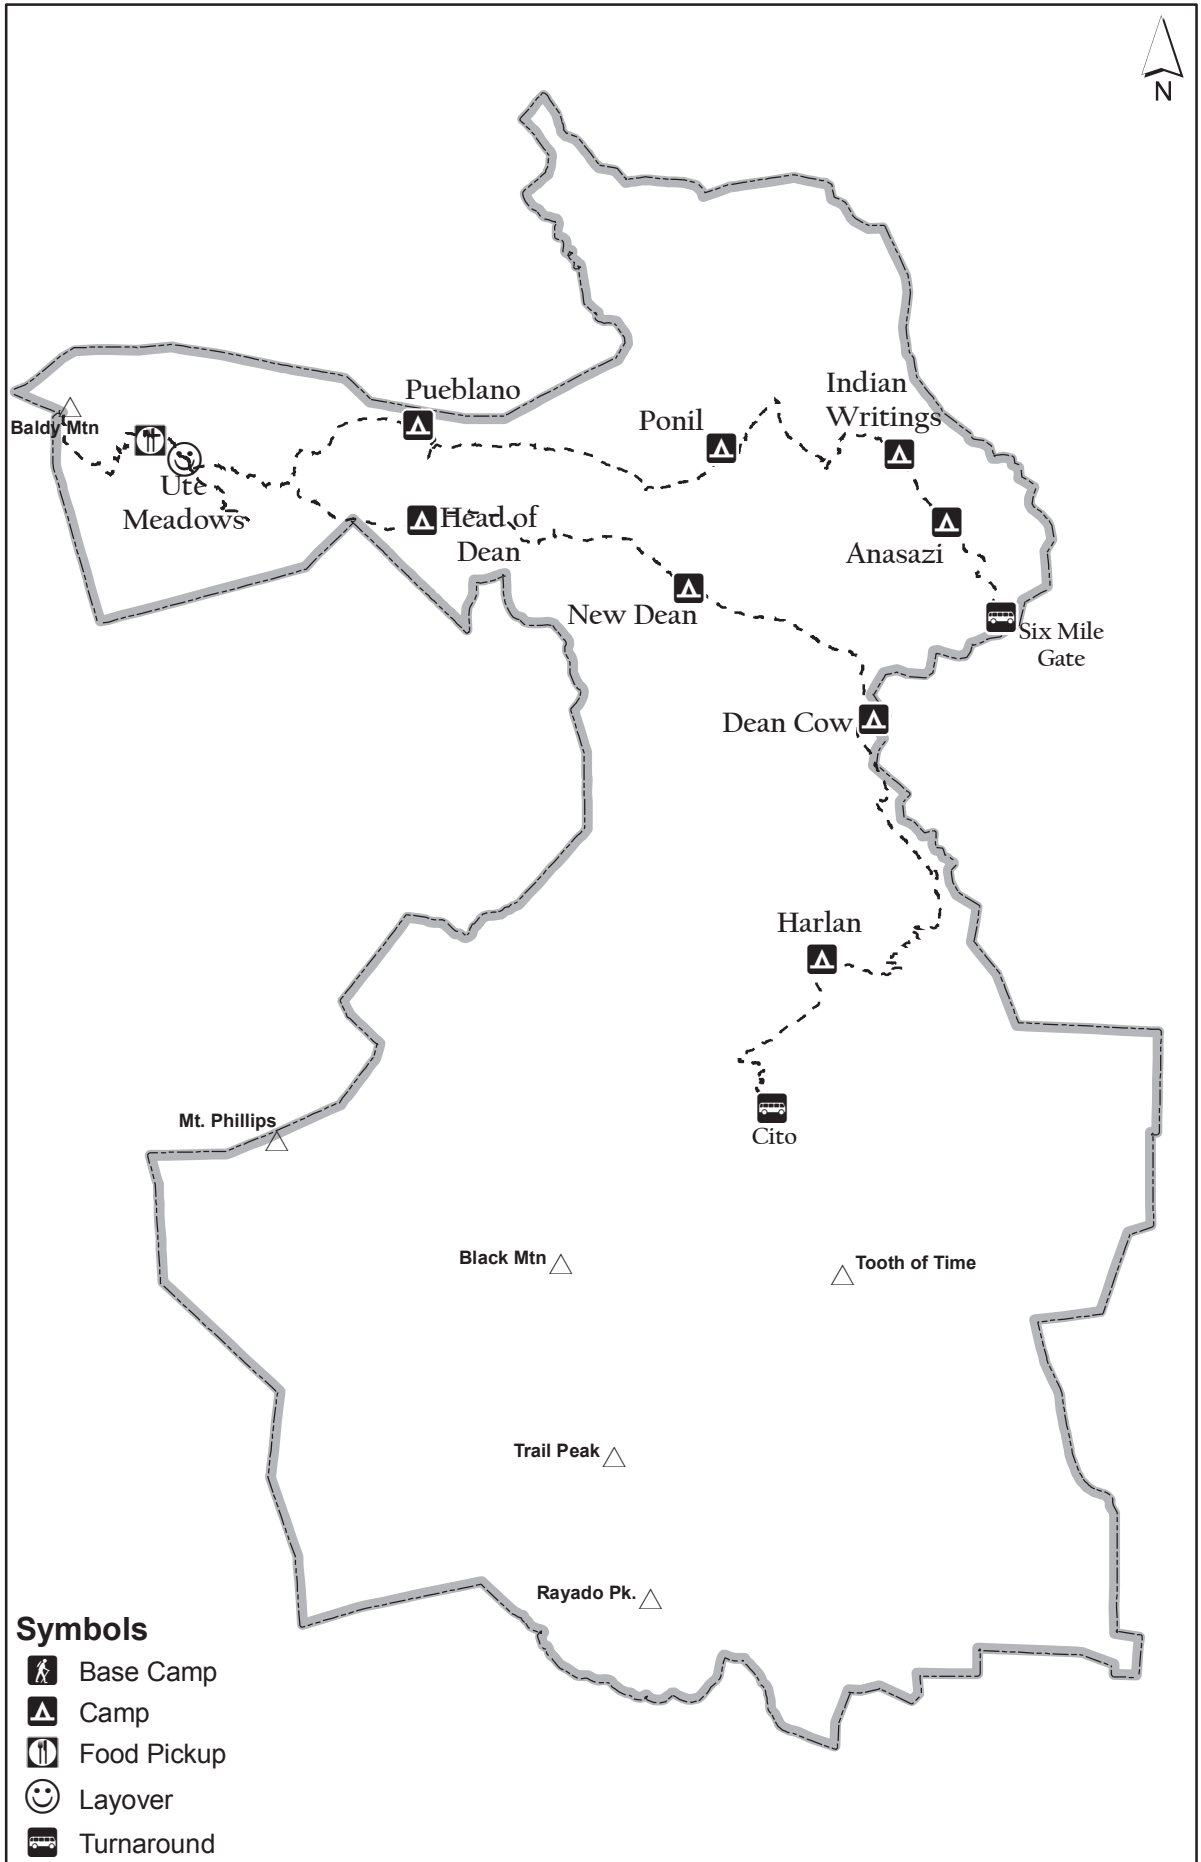 N
Pueblano
Indian
Writings
Ponil
Baldy Mtn
Ute
Meadows
Head of
Dean
Anasazi
New Dean
Six Mile
Gate
Dean Cow
Harlan
Mt. Phillips
Cito
Black Mtn
Tooth of Time
Trail Peak
Rayado Pk.
Symbols
Base Camp
Camp
Food Pickup
Layover
Turnaround